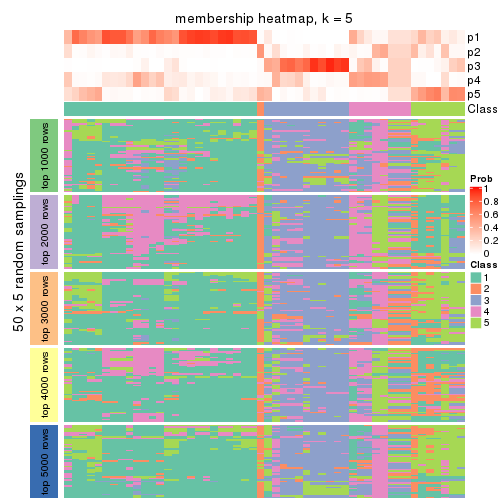 membership heatmap, k = 5
p1
p2
p3
p4
p5
Class
50 x 5 random samplings
top 1000 rows
top 2000 rows
top 3000 rows
top 4000 rows
top 5000 rows
Prob
1
0.8
0.6
0.4
0.2
0
Class
1
2
3
4
5